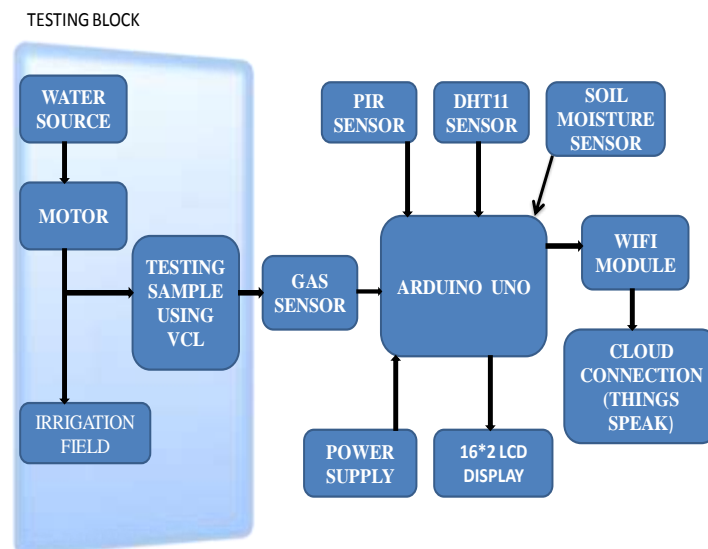 TESTING BLOCK
WATER
SOURCE
MOTOR
TESTING
SAMPLE
USING
VCL
IRRIGATION
FIELD
GAS
SENSOR
PIR
SENSOR
DHT11
SENSOR
SOIL
MOISTURE
SENSOR
ARDUINO UNO
WIFI
MODULE
CLOUD
CONNECTION
(THINGS
SPEAK)
POWER
SUPPLY
16*2 LCD
DISPLAY